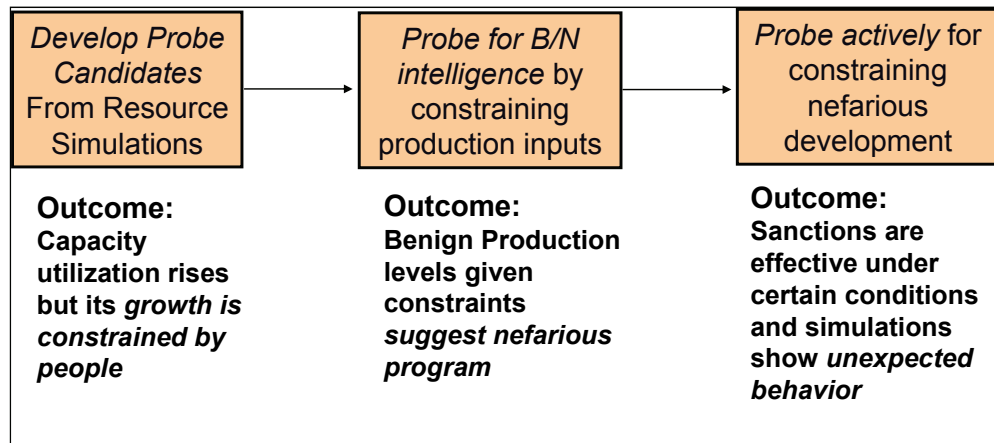 Develop Probe
Candidates
From Resource
Simulations
Probe for B/N
intelligence by
constraining
production inputs
Probe actively for
constraining
nefarious
development
Outcome:
Capacity
utilization rises
but its growth is
constrained by
people
Outcome:
Benign Production
levels given
constraints
suggest nefarious
program
Outcome:
Sanctions are
effective under
certain conditions
and simulations
show unexpected
behavior